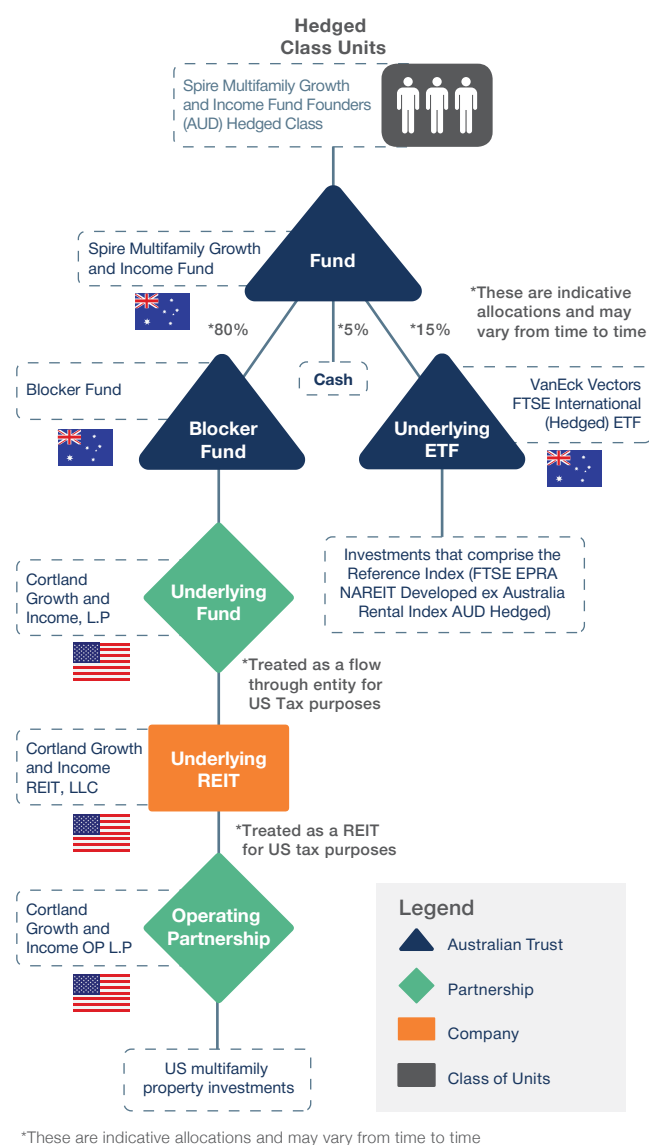 Hedged
Class Units
Spire Multifamily Growth
and Income Fund Founders
(AUD) Hedged Class
Fund
Spire Multifamily Growth
and Income Fund
*These are indicative
allocations and may
vary from time to time
*80%
*5%
*15%
Cash
Blocker Fund
Blocker
Fund
Underlying
ETF
VanEck Vectors
FTSE International
(Hedged) ETF
Cortland
Growth and
Income, L.P
Underlying
Fund
Investments that comprise the
Reference Index (FTSE EPRA
NAREIT Developed ex Australia
Rental Index AUD Hedged)
*Treated as a flow
through entity for
US Tax purposes
Cortland Growth
and Income
REIT, LLC
Underlying
REIT
*Treated as a REIT
for US tax purposes
Cortland
Growth and
Income OP L.P
Operating
Partnership
US multifamily
property investments
Legend
Australian Trust
Partnership
Company
Class of Units
*These are indicative allocations and may vary from time to time